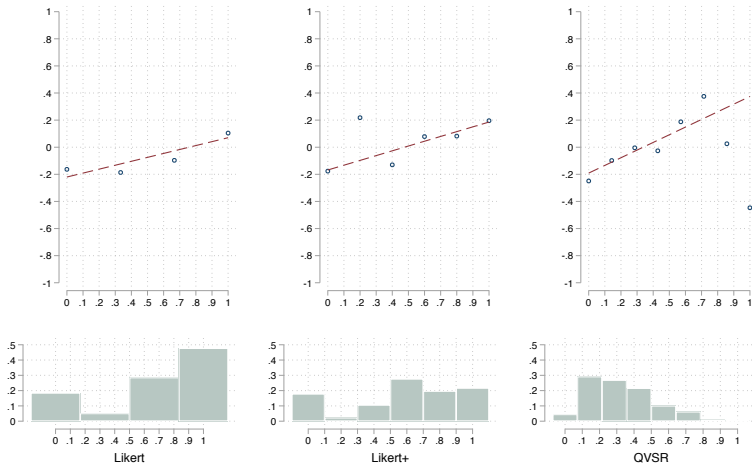 1 1 1
.8 .8 .8
.6 .6 .6
.4 .4 .4
.2 .2 .2
0 0 0
-.2 -.2 -.2
-.4 -.4 -.4
-.6 -.6 -.6
-.8 -.8 -.8
-1 -1 -1
0 .1 .2 .3 .4 .5 .6 .7 .8 .9 1 0 .1 .2 .3 .4 .5 .6 .7 .8 .9 1 0 .1 .2 .3 .4 .5 .6 .7 .8 .9 1
.5 .5 .5
.4 .4 .4
.3 .3 .3
.2 .2 .2
.1 .1 .1
0 0 0
0 .1 .2 .3 .4 .5 .6 .7 .8 .9 1 0 .1 .2 .3 .4 .5 .6 .7 .8 .9 1 0 .1 .2 .3 .4 .5 .6 .7 .8 .9 1
Likert Likert+ QVSR